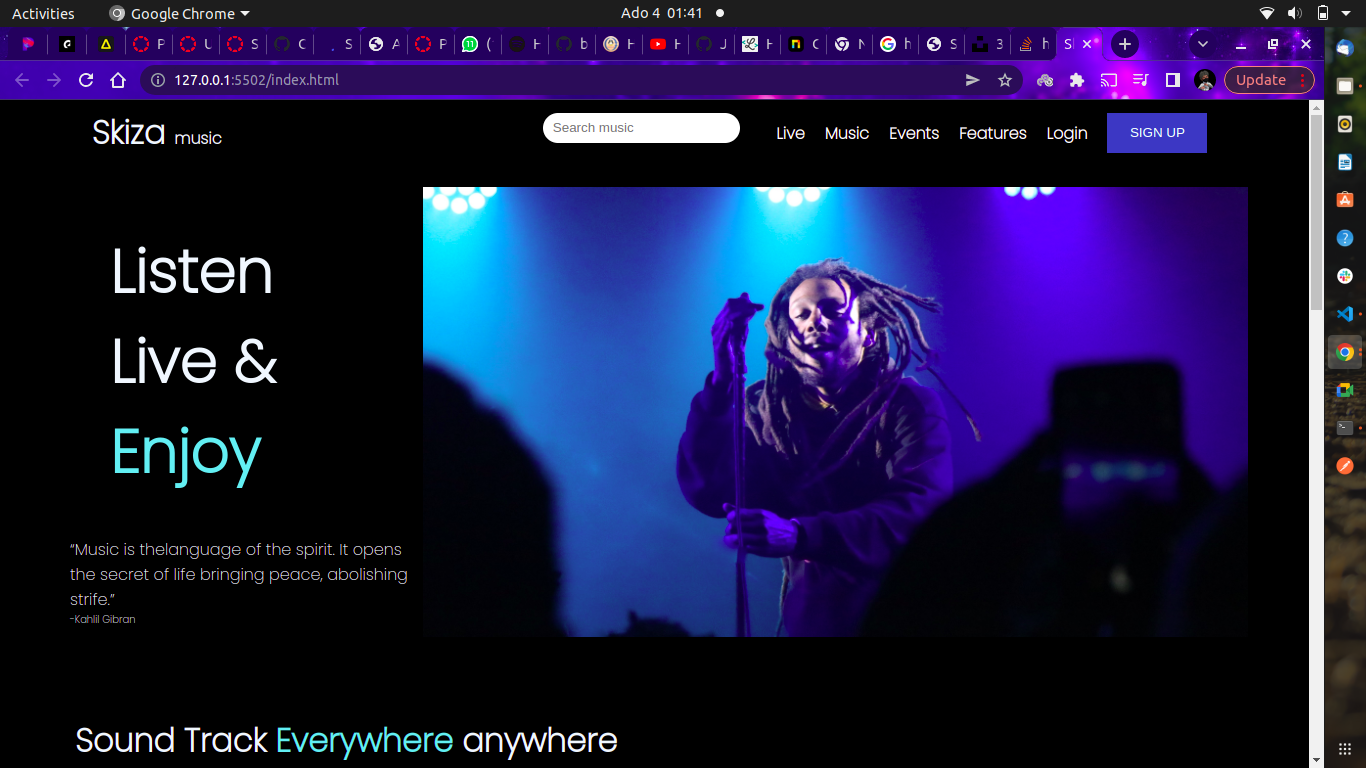 Activities Google Chrome Ado 4 01:41
P U S C S A P ( H b H H J H C N h S 3 h S
127.0.0.1:5502/index.html Update
Skiza music Search music Live Music Events Features Login SIGN UP
Listen
Live &
Enjoy
“Music is thelanguage of the spirit. It opens
the secret of life bringing peace, abolishing
strife.”
-Kahlil Gibran
Sound Track Everywhere anywhere